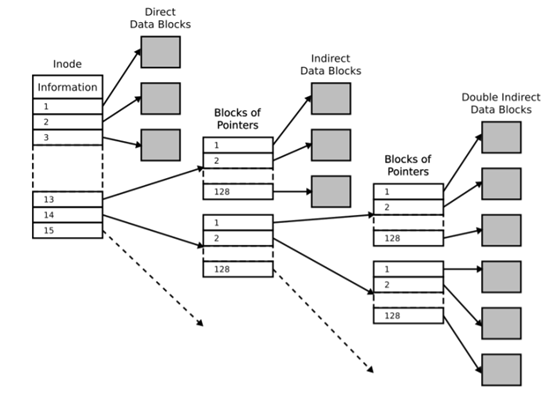 Direct
Data Blocks
Inode
Information
1
2
3
13
14
15
Indirect
Data Blocks
Blocks of
Pointers
1
2
128
1
2
128
Double Indirect
Data Blocks
Blocks of
Pointers
1
2
128
1
2
128